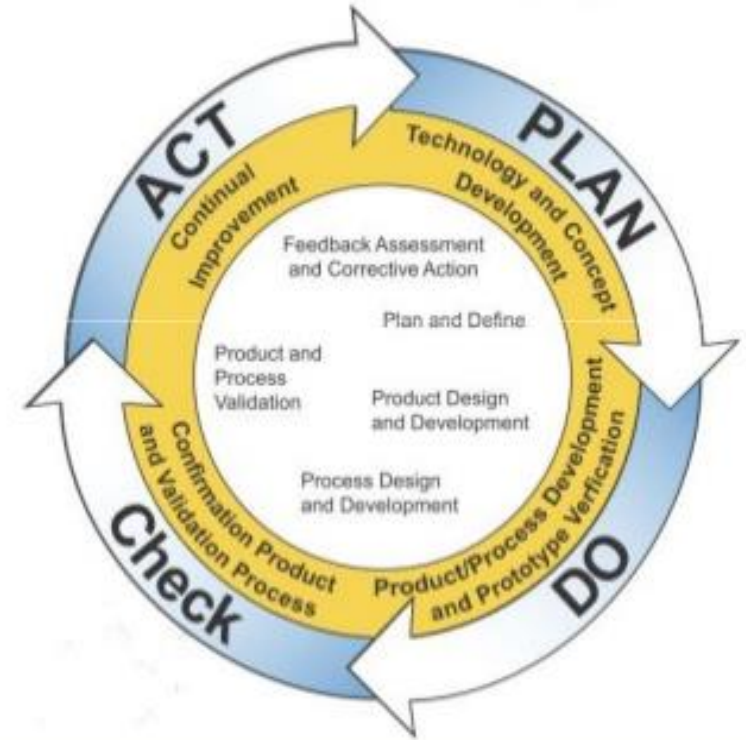 ACT
PLAN
DO
Check
Continual
Improvement
Technology and Concept
Development
Product/Process Development
and Prototype Verfication
Confirmation Product
and Validation Process
Feedback Assessment
and Corrective Action
Plan and Define
Product and
Process
Validation
Product Design
and Development
Process Design
and Development